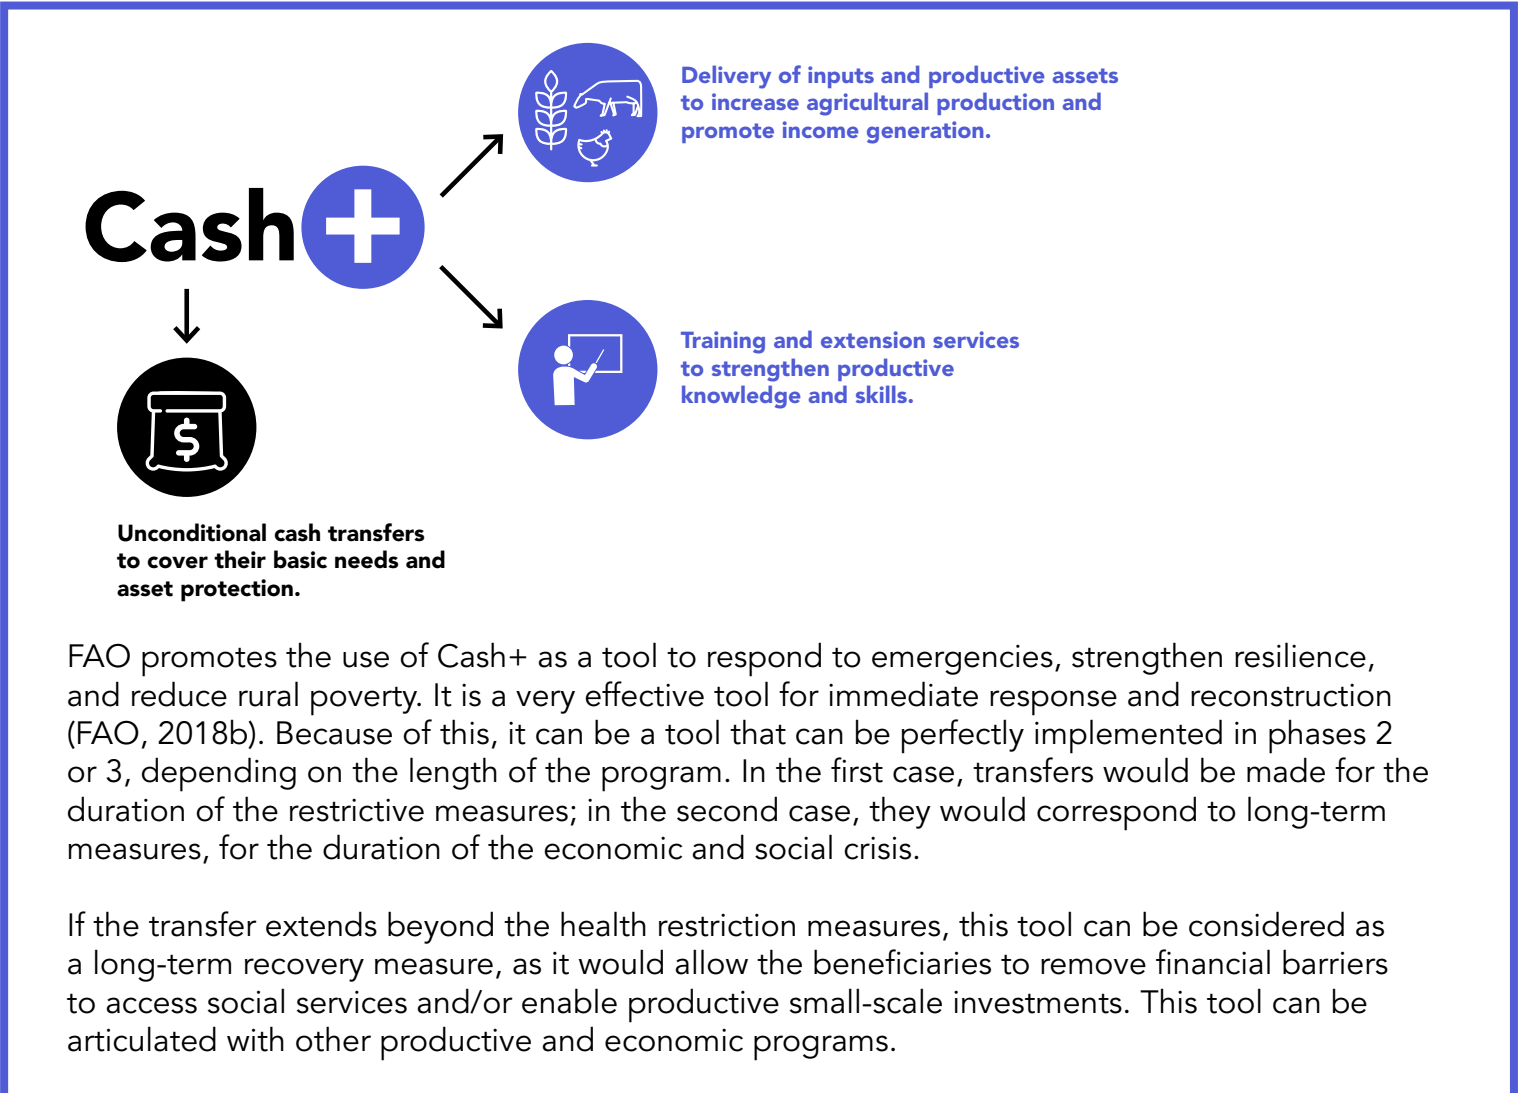 Delivery of inputs and productive assets
to increase agricultural production and
promote income generation.
Cash+
Training and extension services
to strengthen productive
knowledge and skills.
$
Unconditional cash transfers
to cover their basic needs and
asset protection.
FAO promotes the use of Cash+ as a tool to respond to emergencies, strengthen resilience,
and reduce rural poverty. It is a very effective tool for immediate response and reconstruction
(FAO, 2018b). Because of this, it can be a tool that can be perfectly implemented in phases 2
or 3, depending on the length of the program. In the first case, transfers would be made for the
duration of the restrictive measures; in the second case, they would correspond to long-term
measures, for the duration of the economic and social crisis.
If the transfer extends beyond the health restriction measures, this tool can be considered as
a long-term recovery measure, as it would allow the beneficiaries to remove financial barriers
to access social services and/or enable productive small-scale investments. This tool can be
articulated with other productive and economic programs.